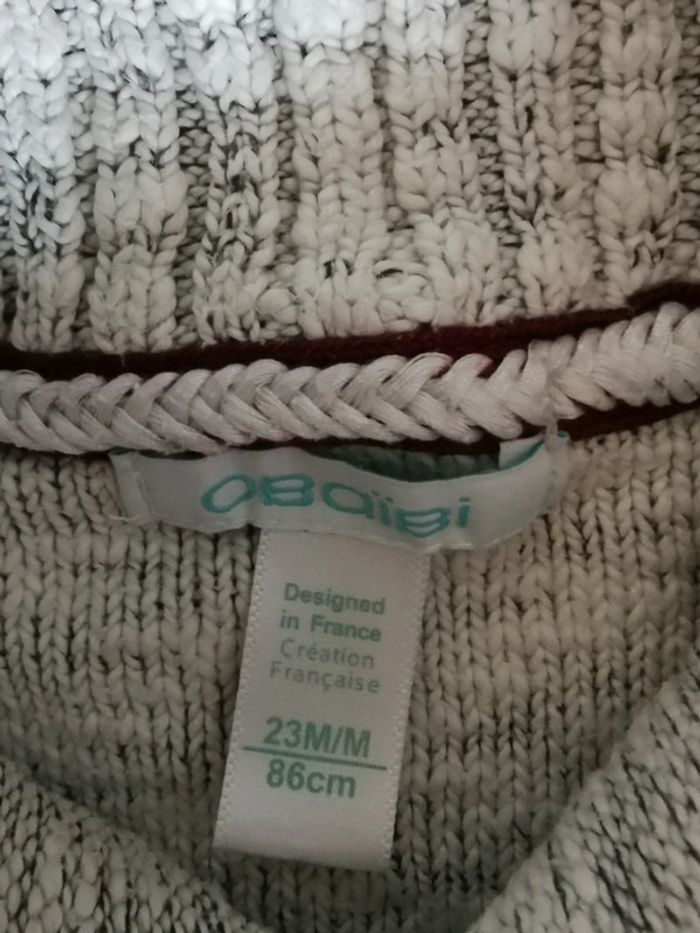 OBaïBi
Designed
in France
Création
Française
23M/M
86cm